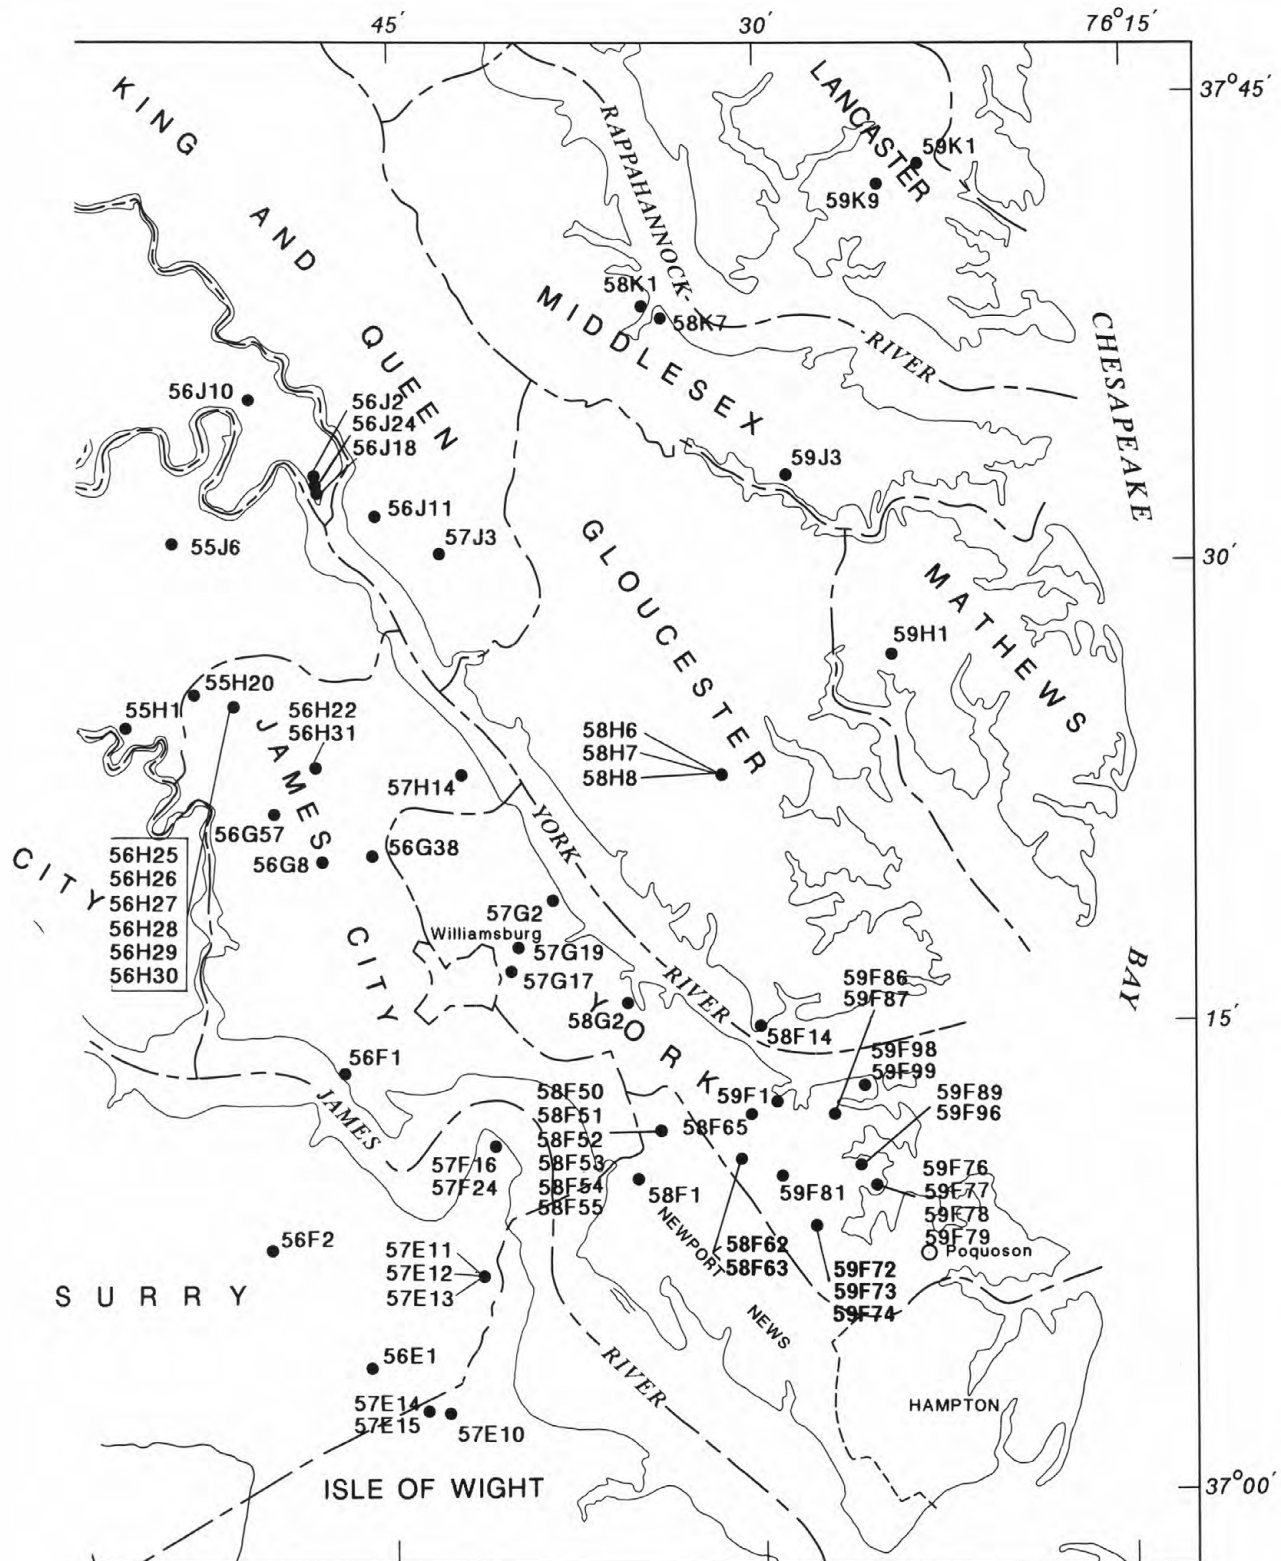 45′
30′
76°15′
37°45′
KING
AND
QUEEN
LANCASTER
RAPPAHANNOCK
RIVER
59K1
59K9
58K1
58K7
MIDDLESEX
CHESAPEAKE
BAY
56J10
56J2
56J24
56J18
56J11
57J3
55J6
59J3
30′
GLOUCESTER
MATHEWS
59H1
55H20
55H1
56H22
56H31
JAMES
CITY
58H6
58H7
58H8
57H14
YORK
RIVER
56G57
56G8
56G38
CITY
56H25
56H26
56H27
56H28
56H29
56H30
57G2
Williamsburg
57G19
57G17
58G2
YORK
59F86
59F87
15′
58F14
56F1
JAMES
RIVER
59F98
59F99
59F1
59F89
59F96
58F50
58F51
58F52
58F53
58F54
58F55
58F65
57F16
57F24
58F1
59F81
59F76
59F77
59F78
59F79
Poquoson
NEWPORT
NEWS
58F62
58F63
59F72
59F73
59F74
56F2
57E11
57E12
57E13
SURRY
56E1
57E14
57E15
57E10
HAMPTON
ISLE OF WIGHT
37°00′